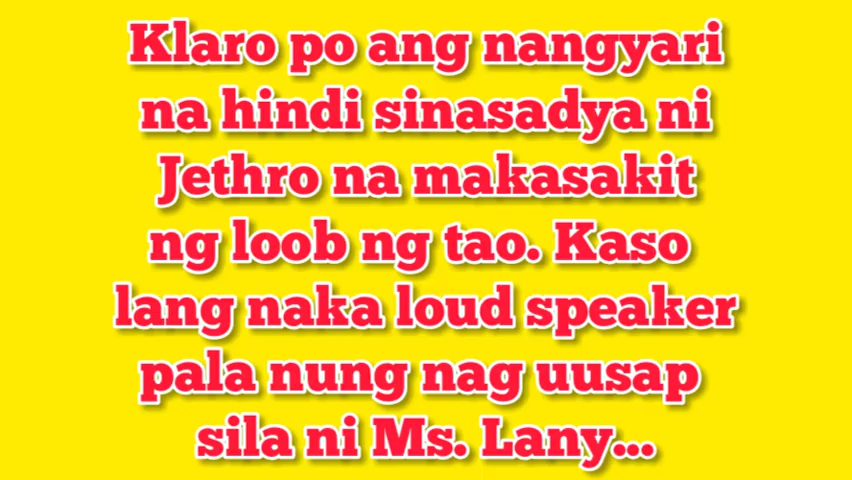 Klaro po ang nangyari
na hindi sinasadya ni
Jethro na makasakit
ng loob ng tao. Kaso
lang naka loud speaker
pala nung nag uusap
sila ni Ms. Lany...